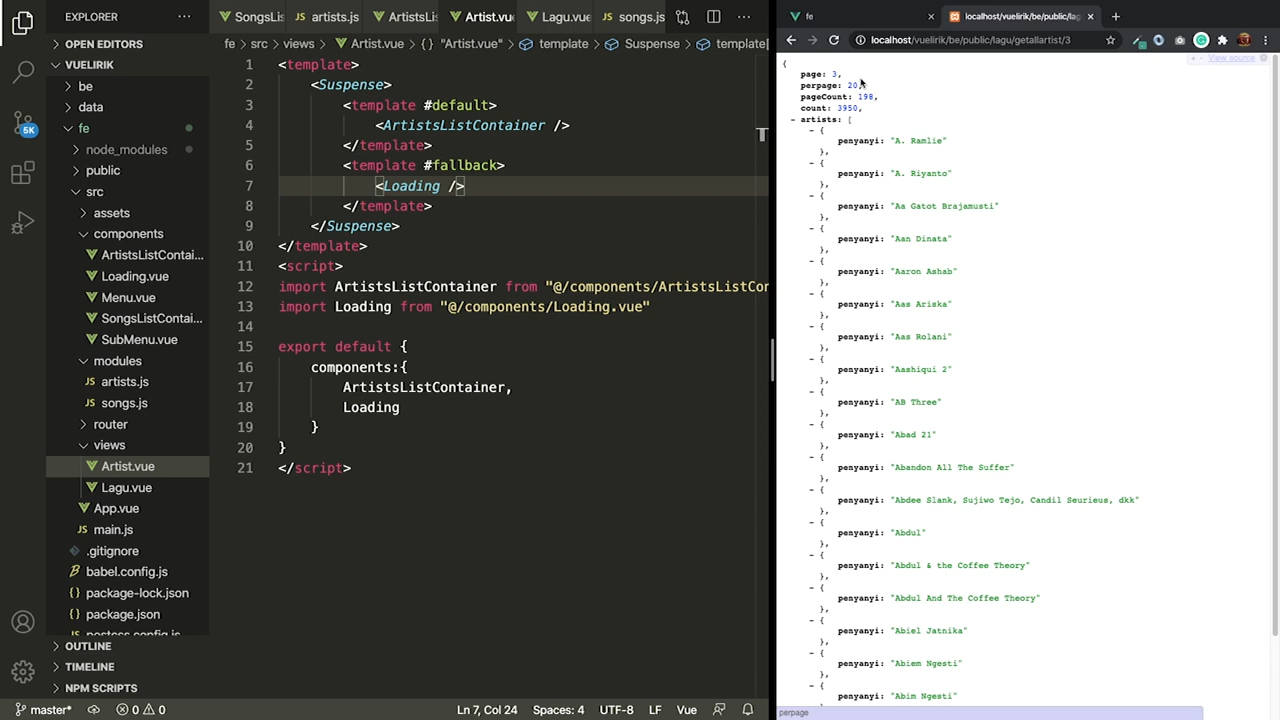 EXPLORER
SongsLis
artists.js
ArtistsLis
Artist.vue
Lagu.vue
songs.js
OPEN EDITORS
fe > src > views > Artist.vue > {} "Artist.vue" > template > Suspense > template
VUELIRIK
be
data
fe
node_modules
public
src
assets
components
ArtistsListContai...
Loading.vue
Menu.vue
SongsListContai...
SubMenu.vue
modules
artists.js
songs.js
router
views
Artist.vue
Lagu.vue
App.vue
main.js
.gitignore
babel.config.js
package-lock.json
package.json
postcss.config.js
OUTLINE
TIMELINE
NPM SCRIPTS
5K
1 <template>
2 <Suspense>
3 <template #default>
4 <ArtistsListContainer />
5 </template>
6 <template #fallback>
7 <Loading />
8 </template>
9 </Suspense>
10 </template>
11 <script>
12 import ArtistsListContainer from "@/components/ArtistsListCon
13 import Loading from "@/components/Loading.vue"
14
15 export default {
16 components:{
17 ArtistsListContainer,
18 Loading
19 }
20 }
21 </script>
master*
0 0
Ln 7, Col 24
Spaces: 4
UTF-8
LF
Vue
fe
localhost/vuelirik/be/public/lag
localhost/vuelirik/be/public/lagu/getallartist/3
+ - View source
{
page: 3,
perpage: 20,
pageCount: 198,
count: 3950,
- artists: [
- {
penyanyi: "A. Ramlie"
},
- {
penyanyi: "A. Riyanto"
},
- {
penyanyi: "Aa Gatot Brajamusti"
},
- {
penyanyi: "Aan Dinata"
},
- {
penyanyi: "Aaron Ashab"
},
- {
penyanyi: "Aas Ariska"
},
- {
penyanyi: "Aas Rolani"
},
- {
penyanyi: "Aashiqui 2"
},
- {
penyanyi: "AB Three"
},
- {
penyanyi: "Abad 21"
},
- {
penyanyi: "Abandon All The Suffer"
},
- {
penyanyi: "Abdee Slank, Sujiwo Tejo, Candil Seurieus, dkk"
},
- {
penyanyi: "Abdul"
},
- {
penyanyi: "Abdul & the Coffee Theory"
},
- {
penyanyi: "Abdul And The Coffee Theory"
},
- {
penyanyi: "Abiel Jatnika"
},
- {
penyanyi: "Abiem Ngesti"
},
- {
penyanyi: "Abim Ngesti"
},
perpage